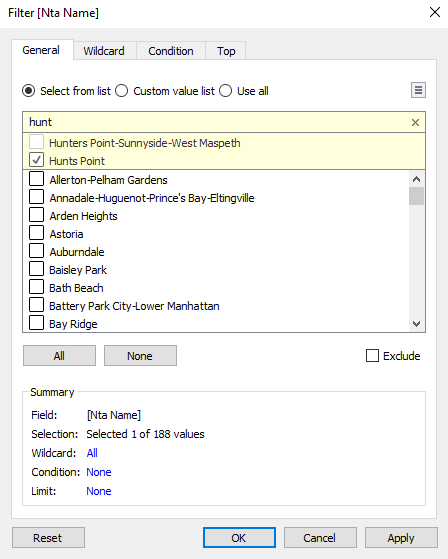 Filter [Nta Name]
General Wildcard Condition Top
Select from list Custom value list Use all
hunt
Hunters Point-Sunnyside-West Maspeth
Hunts Point
Allerton-Pelham Gardens
Annadale-Huguenot-Prince's Bay-Eltingville
Arden Heights
Astoria
Auburndale
Baisley Park
Bath Beach
Battery Park City-Lower Manhattan
Bay Ridge
All None Exclude
Summary
Field: [Nta Name]
Selection: Selected 1 of 188 values
Wildcard: All
Condition: None
Limit: None
Reset OK Cancel Apply